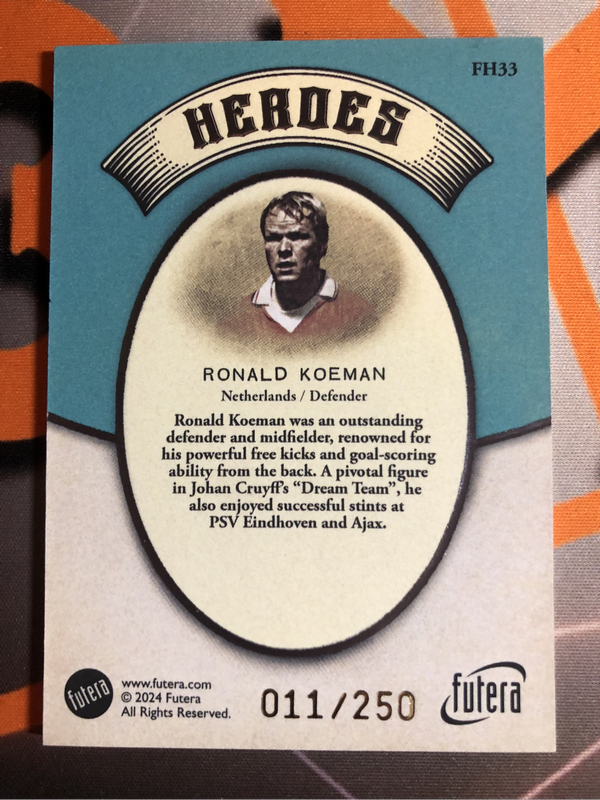 FH33
HEROES
RONALD KOEMAN
Netherlands / Defender
Ronald Koeman was an outstanding
defender and midfielder, renowned for
his powerful free kicks and goal-scoring
ability from the back. A pivotal figure
in Johan Cruyff's “Dream Team”, he
also enjoyed successful stints at
PSV Eindhoven and Ajax.
futera
www.futera.com
© 2024 Futera
All Rights Reserved.
011/250
futera